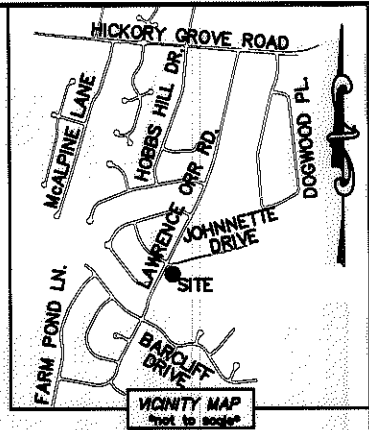 HICKORY GROVE ROAD
McALPINE LANE
HOBBS HILL DR.
DOGWOOD PL.
LAWRENCE ORR RD.
JOHNNETTE
DRIVE
SITE
FARM POND LN.
BARCLIFF
DRIVE
VICINITY MAP
*not to scale*